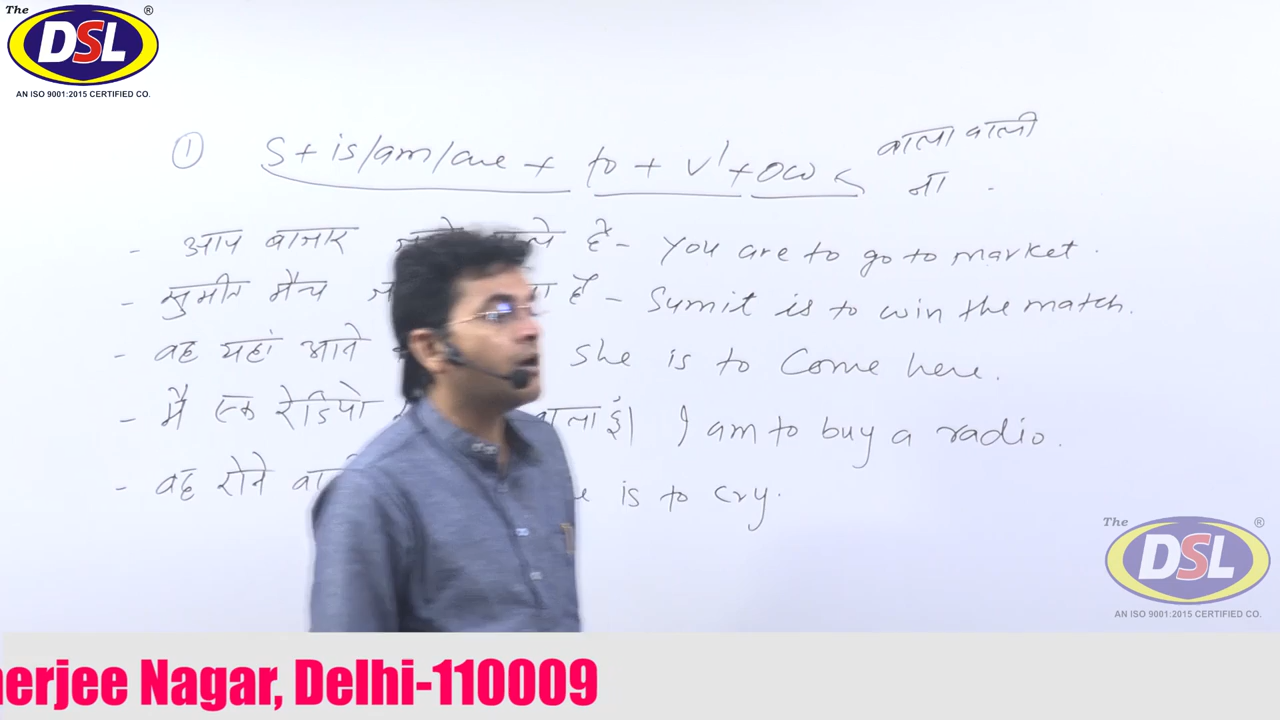 The DSL ®
AN ISO 9001:2015 CERTIFIED CO.
① S + is/am/are + to + V¹ + OW < वाला वाली
ना
- आप बाजार हैं - You are to go to market.
- सुमीत मैच है - Sumit is to win the match.
- वह यहां आने She is to come here.
- मैं एक रेडियो वाला हूं। I am to buy a radio.
- वह रोने is to cry.
The DSL ®
AN ISO 9001:2015 CERTIFIED CO.
Nagar, Delhi-110009